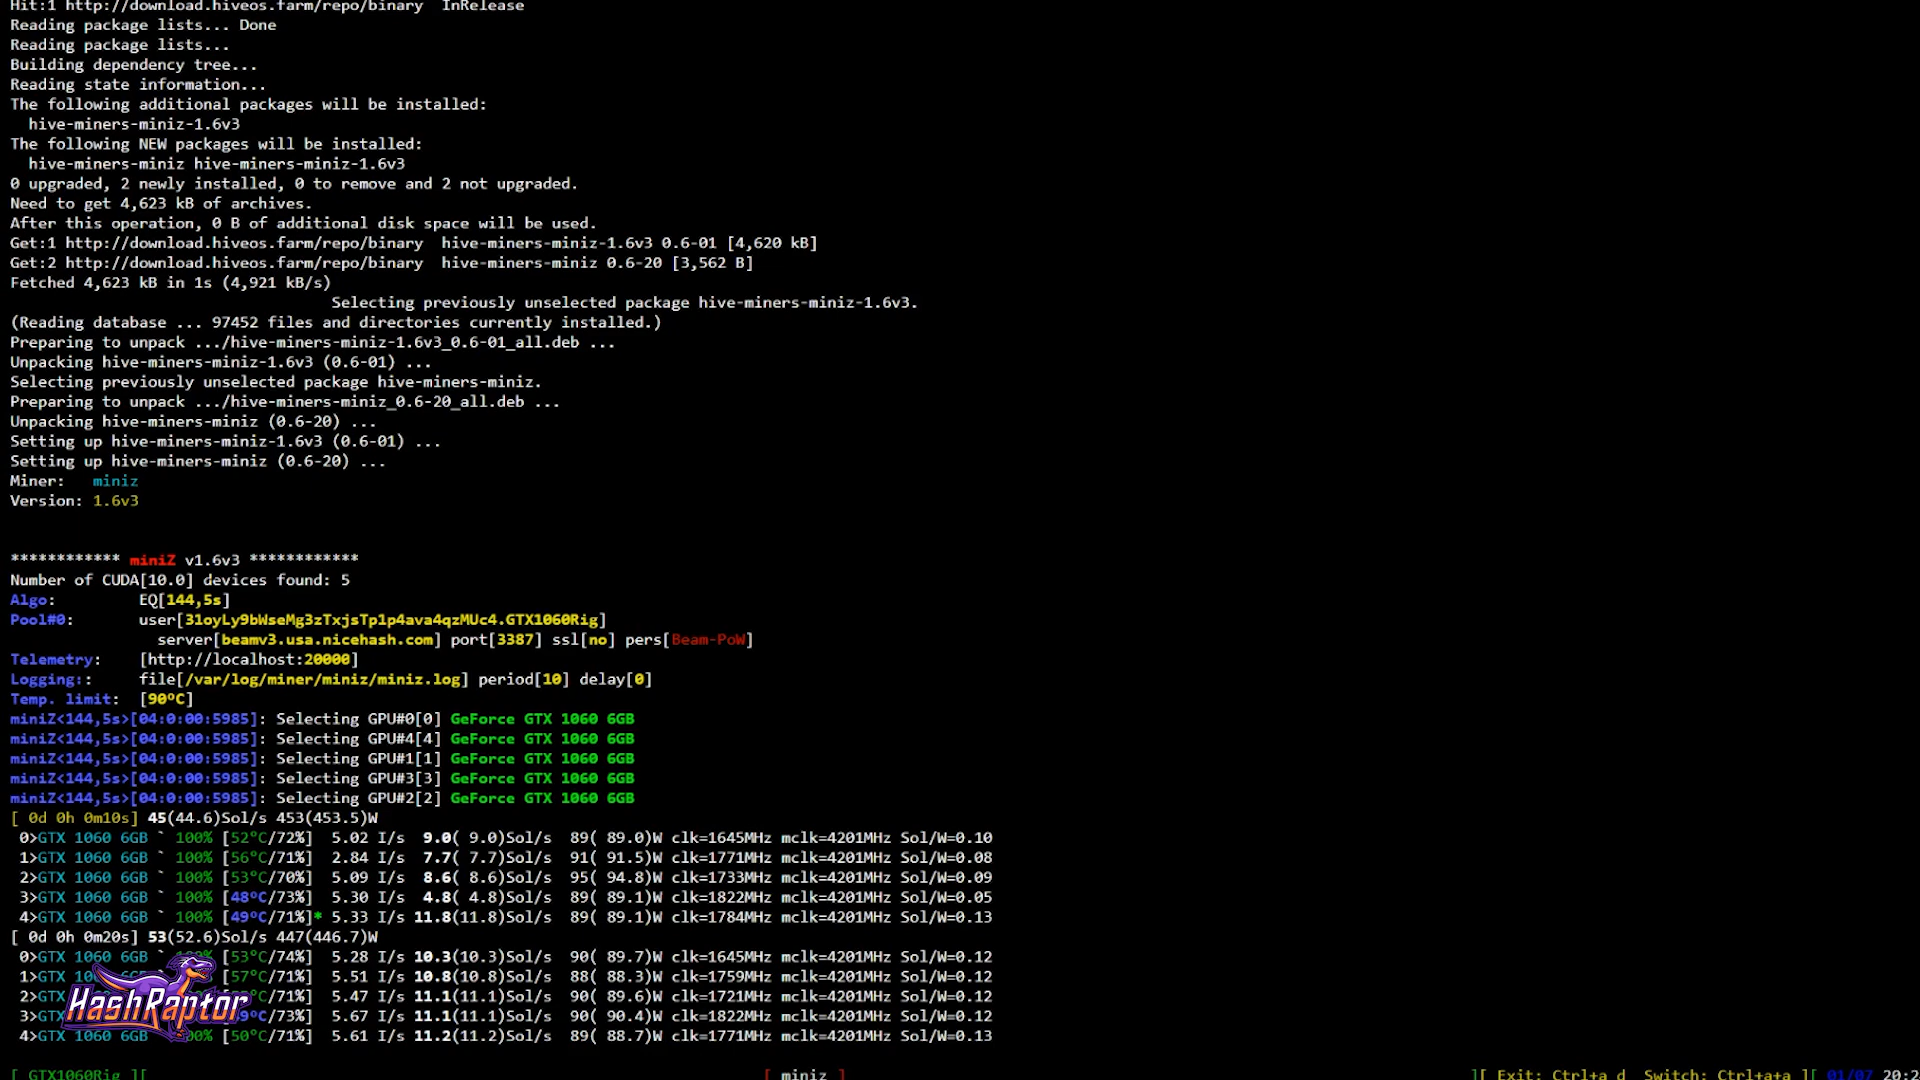 Hit:1 http://download.hiveos.farm/repo/binary  InRelease
Reading package lists... Done
Reading package lists...
Building dependency tree...
Reading state information...
The following additional packages will be installed:
  hive-miners-miniz-1.6v3
The following NEW packages will be installed:
  hive-miners-miniz hive-miners-miniz-1.6v3
0 upgraded, 2 newly installed, 0 to remove and 2 not upgraded.
Need to get 4,623 kB of archives.
After this operation, 0 B of additional disk space will be used.
Get:1 http://download.hiveos.farm/repo/binary  hive-miners-miniz-1.6v3 0.6-01 [4,620 kB]
Get:2 http://download.hiveos.farm/repo/binary  hive-miners-miniz 0.6-20 [3,562 B]
Fetched 4,623 kB in 1s (4,921 kB/s)
Selecting previously unselected package hive-miners-miniz-1.6v3.
(Reading database ... 97452 files and directories currently installed.)
Preparing to unpack .../hive-miners-miniz-1.6v3_0.6-01_all.deb ...
Unpacking hive-miners-miniz-1.6v3 (0.6-01) ...
Selecting previously unselected package hive-miners-miniz.
Preparing to unpack .../hive-miners-miniz_0.6-20_all.deb ...
Unpacking hive-miners-miniz (0.6-20) ...
Setting up hive-miners-miniz-1.6v3 (0.6-01) ...
Setting up hive-miners-miniz (0.6-20) ...
Miner:   miniz
Version: 1.6v3
************ miniZ v1.6v3 ************
Number of CUDA[10.0] devices found: 5
Algo:         EQ[144,5s]
Pool#0:       user[31oyLy9bWseMg3zTxjsTp1p4ava4qzMUc4.GTX1060Rig]
server[beamv3.usa.nicehash.com] port[3387] ssl[no] pers[Beam-PoW]
Telemetry:    [http://localhost:20000]
Logging::     file[/var/log/miner/miniz/miniz.log] period[10] delay[0]
Temp. limit:  [90ºC]
miniZ<144,5s>[04:0:00:5985]: Selecting GPU#0[0] GeForce GTX 1060 6GB
miniZ<144,5s>[04:0:00:5985]: Selecting GPU#4[4] GeForce GTX 1060 6GB
miniZ<144,5s>[04:0:00:5985]: Selecting GPU#1[1] GeForce GTX 1060 6GB
miniZ<144,5s>[04:0:00:5985]: Selecting GPU#3[3] GeForce GTX 1060 6GB
miniZ<144,5s>[04:0:00:5985]: Selecting GPU#2[2] GeForce GTX 1060 6GB
[ 0d 0h 0m10s] 45(44.6)Sol/s 453(453.5)W
0>GTX 1060 6GB ` 100% [52°C/72%]  5.02 I/s  9.0( 9.0)Sol/s  89( 89.0)W clk=1645MHz mclk=4201MHz Sol/W=0.10
1>GTX 1060 6GB ` 100% [56°C/71%]  2.84 I/s  7.7( 7.7)Sol/s  91( 91.5)W clk=1771MHz mclk=4201MHz Sol/W=0.08
2>GTX 1060 6GB ` 100% [53°C/70%]  5.09 I/s  8.6( 8.6)Sol/s  95( 94.8)W clk=1733MHz mclk=4201MHz Sol/W=0.09
3>GTX 1060 6GB ` 100% [48°C/73%]  5.30 I/s  4.8( 4.8)Sol/s  89( 89.1)W clk=1822MHz mclk=4201MHz Sol/W=0.05
4>GTX 1060 6GB ` 100% [49°C/71%]* 5.33 I/s 11.8(11.8)Sol/s  89( 89.1)W clk=1784MHz mclk=4201MHz Sol/W=0.13
[ 0d 0h 0m20s] 53(52.6)Sol/s 447(446.7)W
0>GTX 1060 6GB ` [53°C/74%]  5.28 I/s 10.3(10.3)Sol/s  90( 89.7)W clk=1645MHz mclk=4201MHz Sol/W=0.12
1>GTX [57°C/71%]  5.51 I/s 10.8(10.8)Sol/s  88( 88.3)W clk=1759MHz mclk=4201MHz Sol/W=0.12
2>GTX °C/71%]  5.47 I/s 11.1(11.1)Sol/s  90( 89.6)W clk=1721MHz mclk=4201MHz Sol/W=0.12
3>GTX 9°C/73%]  5.67 I/s 11.1(11.1)Sol/s  90( 90.4)W clk=1822MHz mclk=4201MHz Sol/W=0.12
4>GTX 1060 6GB 00% [50°C/71%]  5.61 I/s 11.2(11.2)Sol/s  89( 88.7)W clk=1771MHz mclk=4201MHz Sol/W=0.13
HashRaptor
[ GTX1060Rig ][ [ miniz ] ][ Exit: Ctrl+a d  Switch: Ctrl+a+a ][ 01/07 20:2